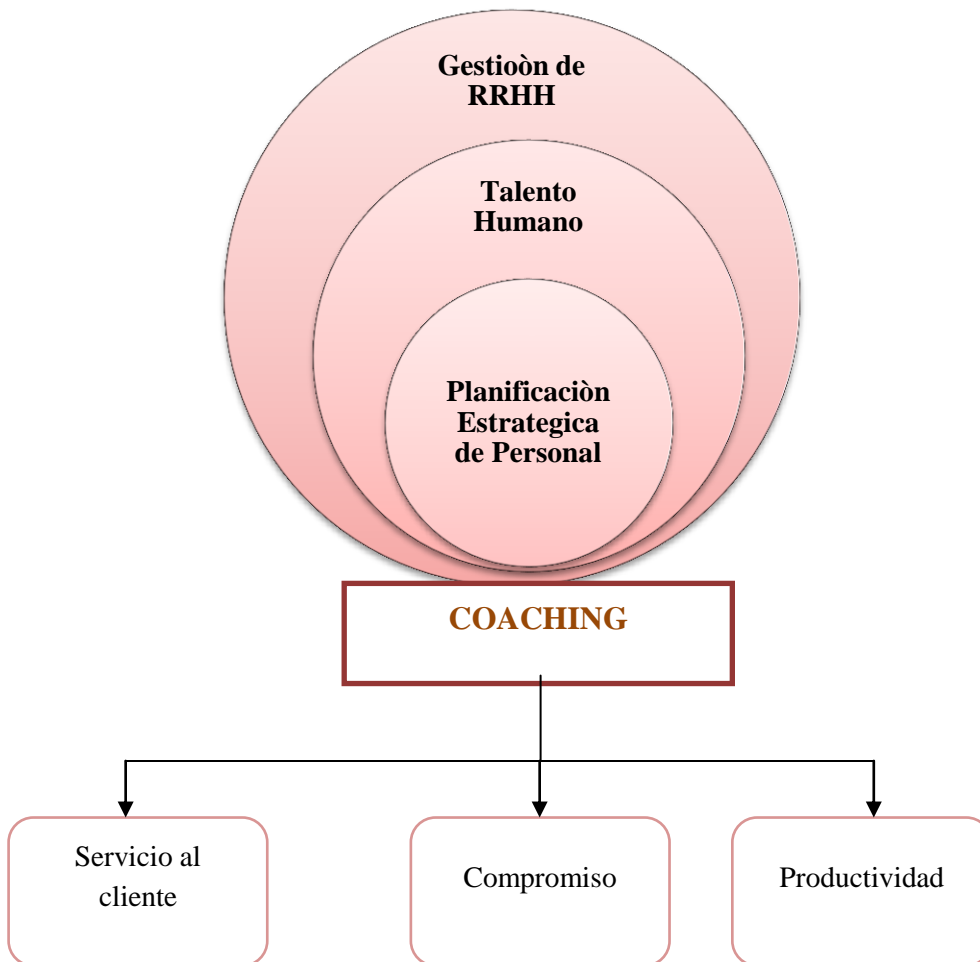 Gestioòn de
RRHH
Talento
Humano
Planificaciòn
Estrategica
de Personal
COACHING
Servicio al
cliente
Compromiso
Productividad